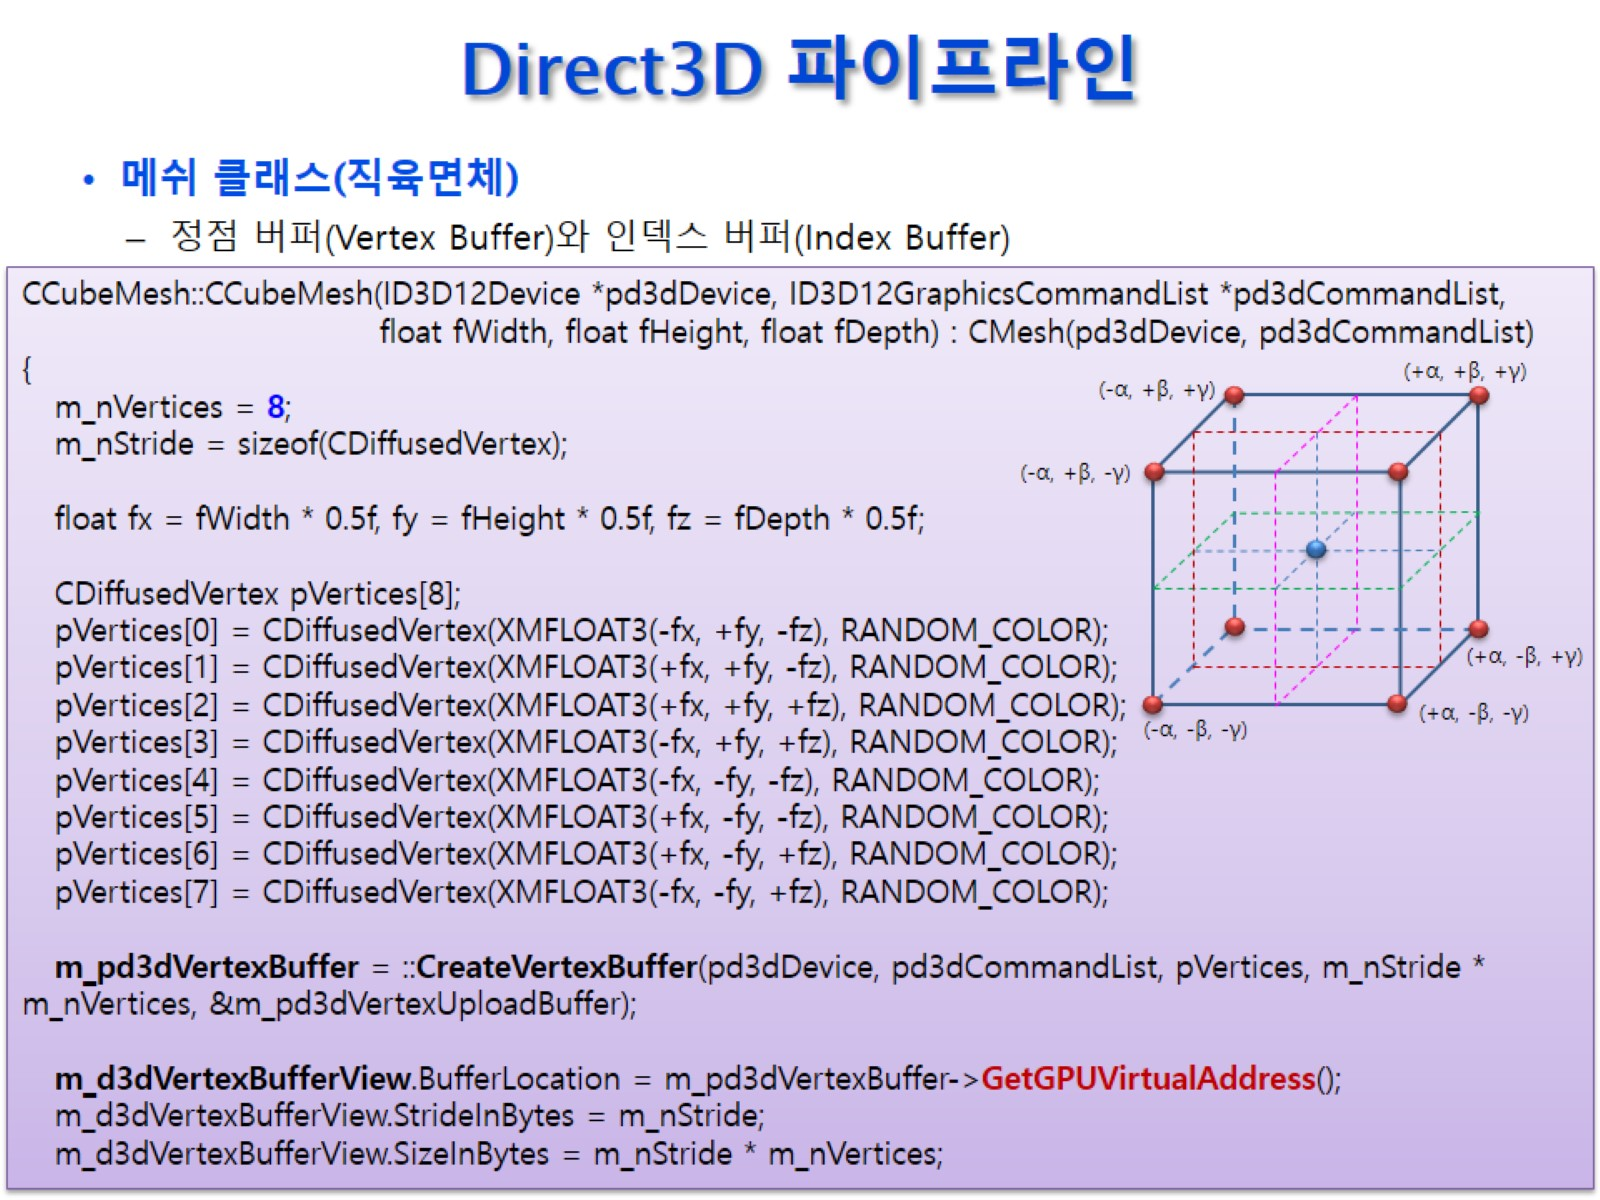 Direct3D 파이프라인
• 메쉬 클래스(직육면체)
– 정점 버퍼(Vertex Buffer)와 인덱스 버퍼(Index Buffer)
CCubeMesh::CCubeMesh(ID3D12Device *pd3dDevice, ID3D12GraphicsCommandList *pd3dCommandList,
float fWidth, float fHeight, float fDepth) : CMesh(pd3dDevice, pd3dCommandList)
{
m_nVertices = 8;
m_nStride = sizeof(CDiffusedVertex);
float fx = fWidth * 0.5f, fy = fHeight * 0.5f, fz = fDepth * 0.5f;
CDiffusedVertex pVertices[8];
pVertices[0] = CDiffusedVertex(XMFLOAT3(-fx, +fy, -fz), RANDOM_COLOR);
pVertices[1] = CDiffusedVertex(XMFLOAT3(+fx, +fy, -fz), RANDOM_COLOR);
pVertices[2] = CDiffusedVertex(XMFLOAT3(+fx, +fy, +fz), RANDOM_COLOR);
pVertices[3] = CDiffusedVertex(XMFLOAT3(-fx, +fy, +fz), RANDOM_COLOR);
pVertices[4] = CDiffusedVertex(XMFLOAT3(-fx, -fy, -fz), RANDOM_COLOR);
pVertices[5] = CDiffusedVertex(XMFLOAT3(+fx, -fy, -fz), RANDOM_COLOR);
pVertices[6] = CDiffusedVertex(XMFLOAT3(+fx, -fy, +fz), RANDOM_COLOR);
pVertices[7] = CDiffusedVertex(XMFLOAT3(-fx, -fy, +fz), RANDOM_COLOR);
m_pd3dVertexBuffer = ::CreateVertexBuffer(pd3dDevice, pd3dCommandList, pVertices, m_nStride *
m_nVertices, &m_pd3dVertexUploadBuffer);
m_d3dVertexBufferView.BufferLocation = m_pd3dVertexBuffer->GetGPUVirtualAddress();
m_d3dVertexBufferView.StrideInBytes = m_nStride;
m_d3dVertexBufferView.SizeInBytes = m_nStride * m_nVertices;
(+α, +β, +γ)
(-α, +β, +γ)
(-α, +β, -γ)
(+α, -β, +γ)
(+α, -β, -γ)
(-α, -β, -γ)